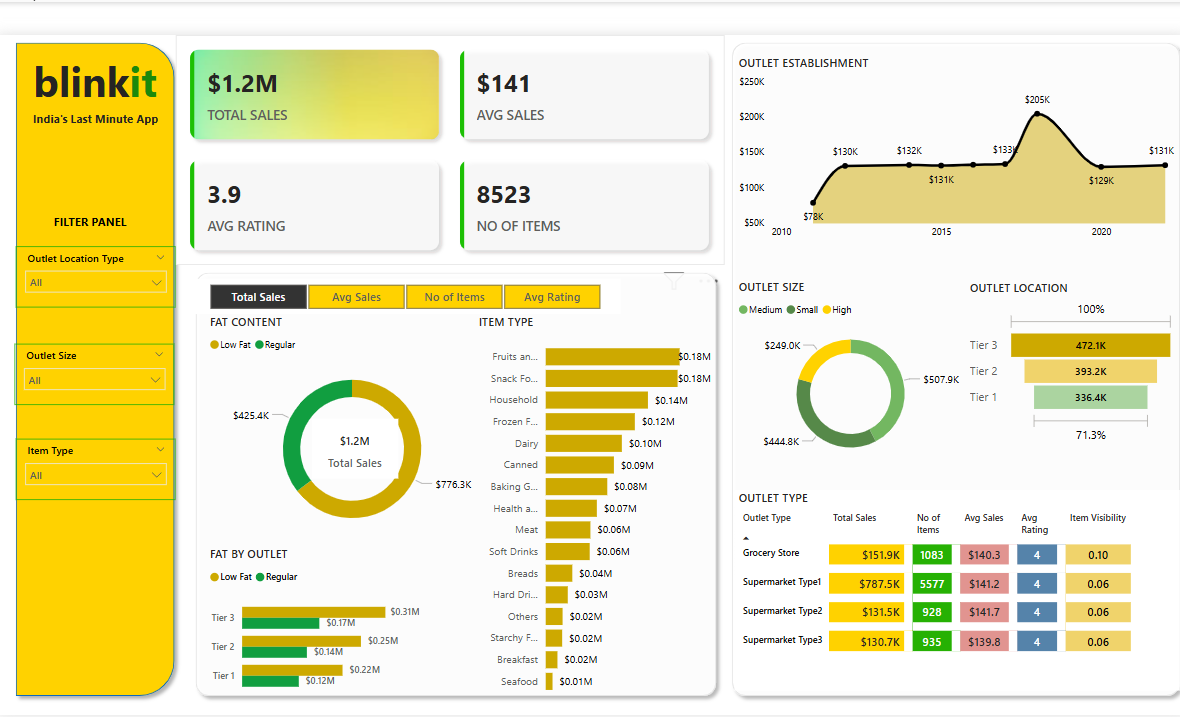 blinkit
India's Last Minute App
FILTER PANEL
Outlet Location Type
All
Outlet Size
All
Item Type
All
$1.2M
TOTAL SALES
$141
AVG SALES
3.9
AVG RATING
8523
NO OF ITEMS
Total Sales
Avg Sales
No of Items
Avg Rating
FAT CONTENT
Low Fat Regular
$425.4K
$1.2M
Total Sales
$776.3K
FAT BY OUTLET
Low Fat Regular
Tier 3 $0.31M
$0.17M
Tier 2 $0.25M
$0.14M
Tier 1 $0.22M
$0.12M
ITEM TYPE
Fruits an... $0.18M
Snack Fo... $0.18M
Household $0.14M
Frozen F... $0.12M
Dairy $0.10M
Canned $0.09M
Baking G... $0.08M
Health a... $0.07M
Meat $0.06M
Soft Drinks $0.06M
Breads $0.04M
Hard Dri... $0.03M
Others $0.02M
Starchy F... $0.02M
Breakfast $0.02M
Seafood $0.01M
OUTLET ESTABLISHMENT
$250K
$200K
$150K
$100K
$50K
$78K
$130K
$132K
$131K
$133K
$205K
$129K
$131K
2010
2015
2020
OUTLET SIZE
Medium Small High
$249.0K
$507.9K
$444.8K
OUTLET LOCATION
100%
Tier 3 472.1K
Tier 2 393.2K
Tier 1 336.4K
71.3%
OUTLET TYPE
Outlet Type Total Sales No of Items Avg Sales Avg Rating Item Visibility
Grocery Store $151.9K 1083 $140.3 4 0.10
Supermarket Type1 $787.5K 5577 $141.2 4 0.06
Supermarket Type2 $131.5K 928 $141.7 4 0.06
Supermarket Type3 $130.7K 935 $139.8 4 0.06